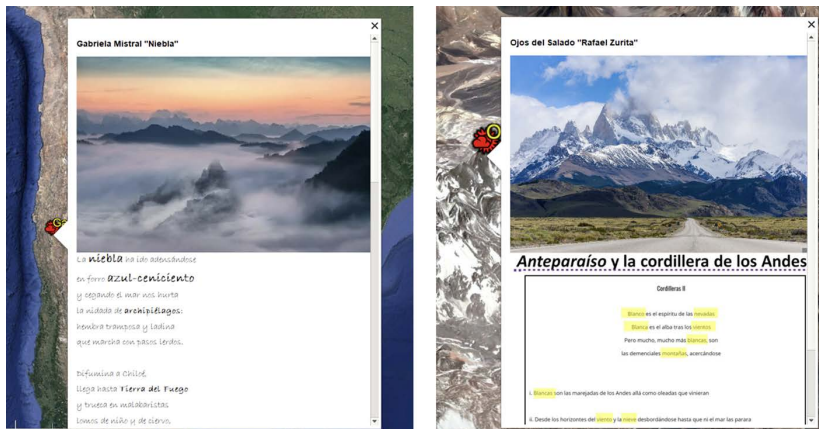 Gabriela Mistral "Niebla"
La niebla ha ido adensándose
en forro azul-ceniciento
y cegando el mar nos hurta
la nidada de archipiélagos;
hembra tramposa y ladina
que marcha con pasos lerdos.
Difumina a Chiloé,
llega hasta Tierra del Fuego
y trueca en malabaristas
lomos de niño y de ciervo,
Ojos del Salado "Rafael Zurita"
Anteparaíso y la cordillera de los Andes
Cordilleras II
Blanco es el espíritu de las nevadas
Blanca es el alba tras los vientos
Pero mucho, mucho más blancas, son
las demenciales montañas, acercándose
i. Blancas son las marejadas de los Andes allá como oleadas que vinieran
ii. Desde los horizontes del viento y la nieve desbordándose hasta que ni el mar las parara